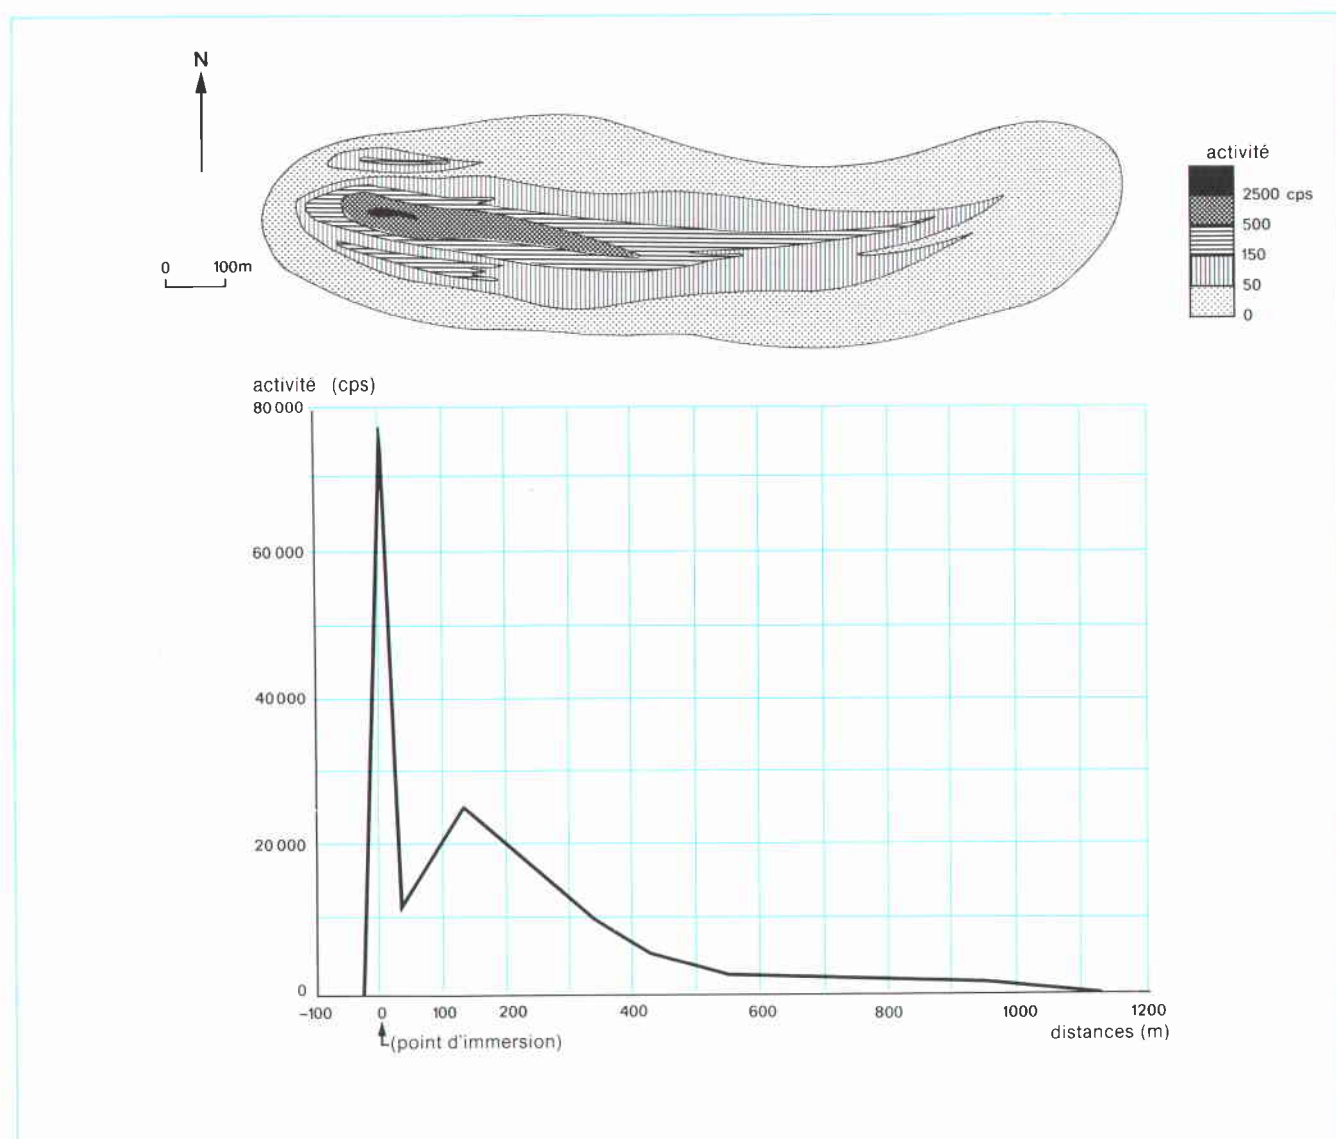 N
0 100m
activité
2500 cps
500
150
50
0
activité (cps)
80 000
60 000
40 000
20 000
0
-100 0 100 200 400 600 800 1000 1200
(point d'immersion)
distances (m)